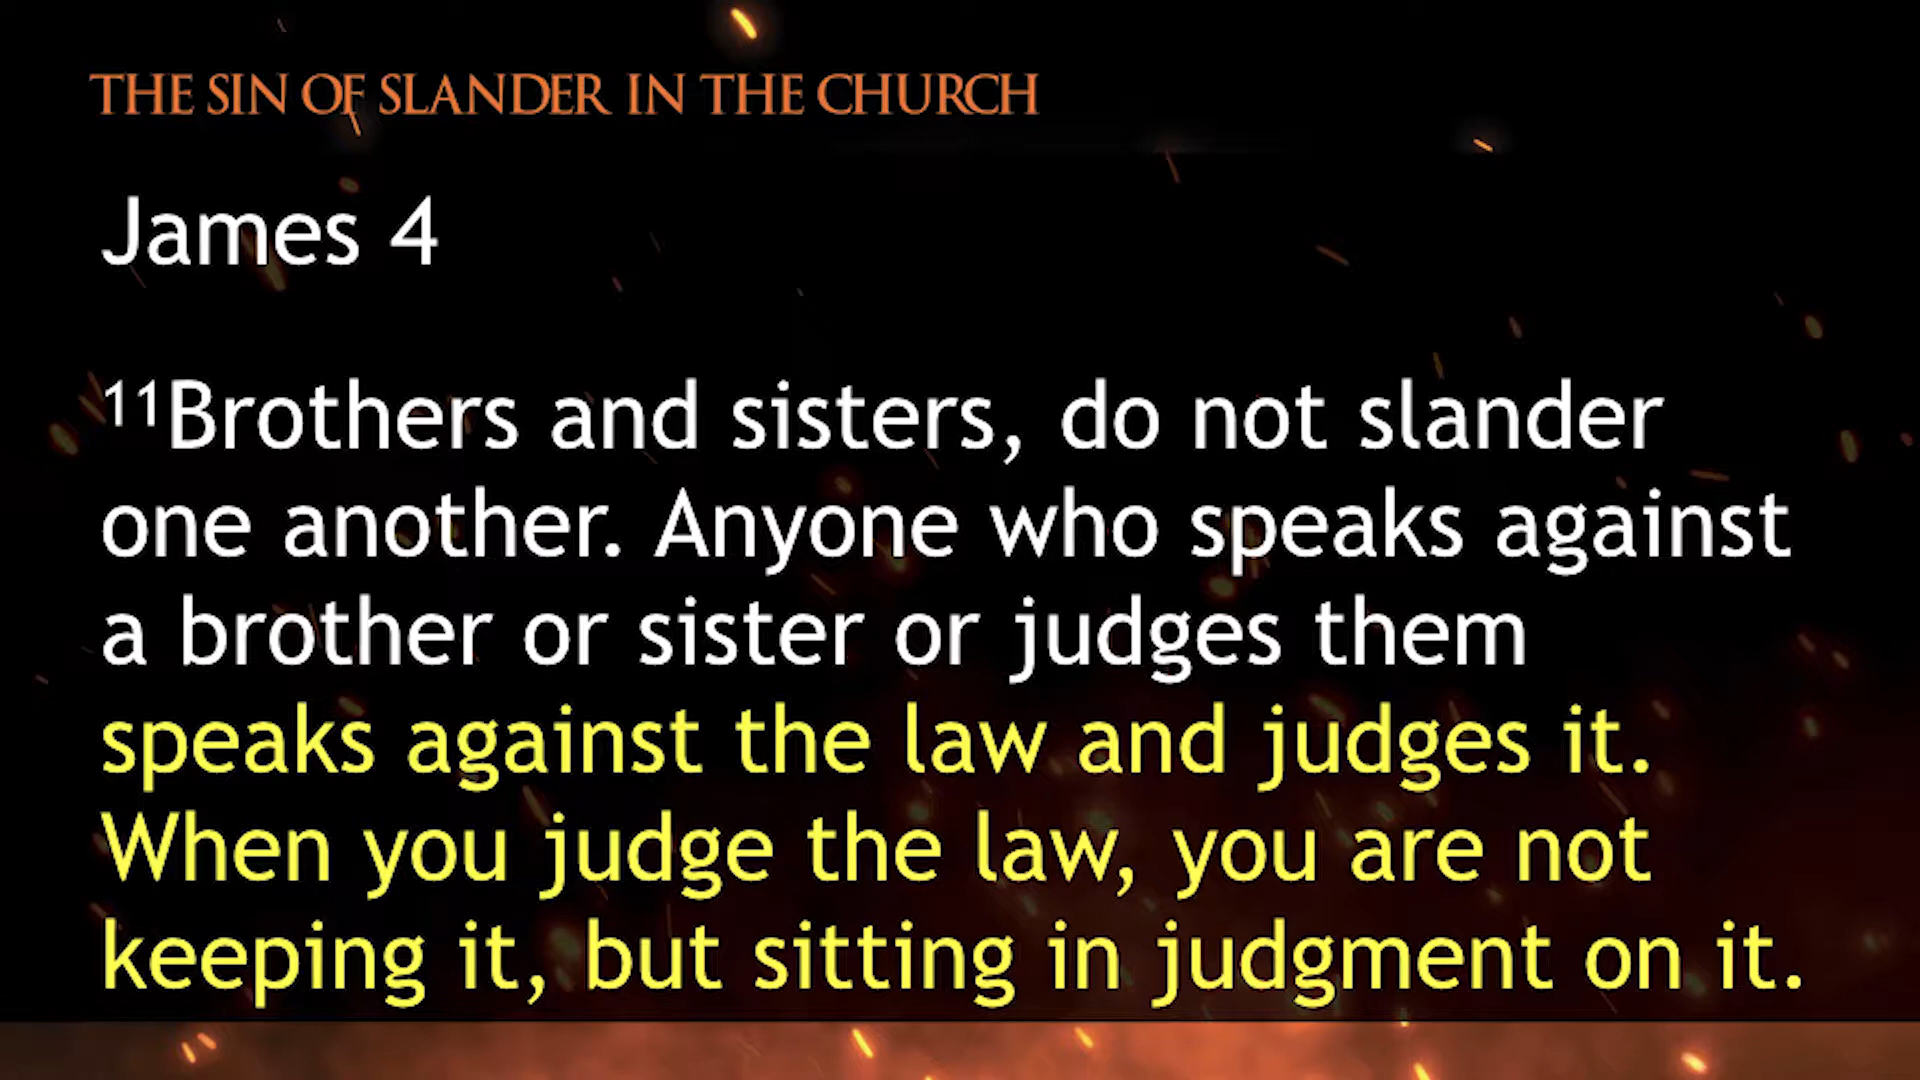 THE SIN OF SLANDER IN THE CHURCH
James 4
¹¹Brothers and sisters, do not slander
one another. Anyone who speaks against
a brother or sister or judges them
speaks against the law and judges it.
When you judge the law, you are not
keeping it, but sitting in judgment on it.